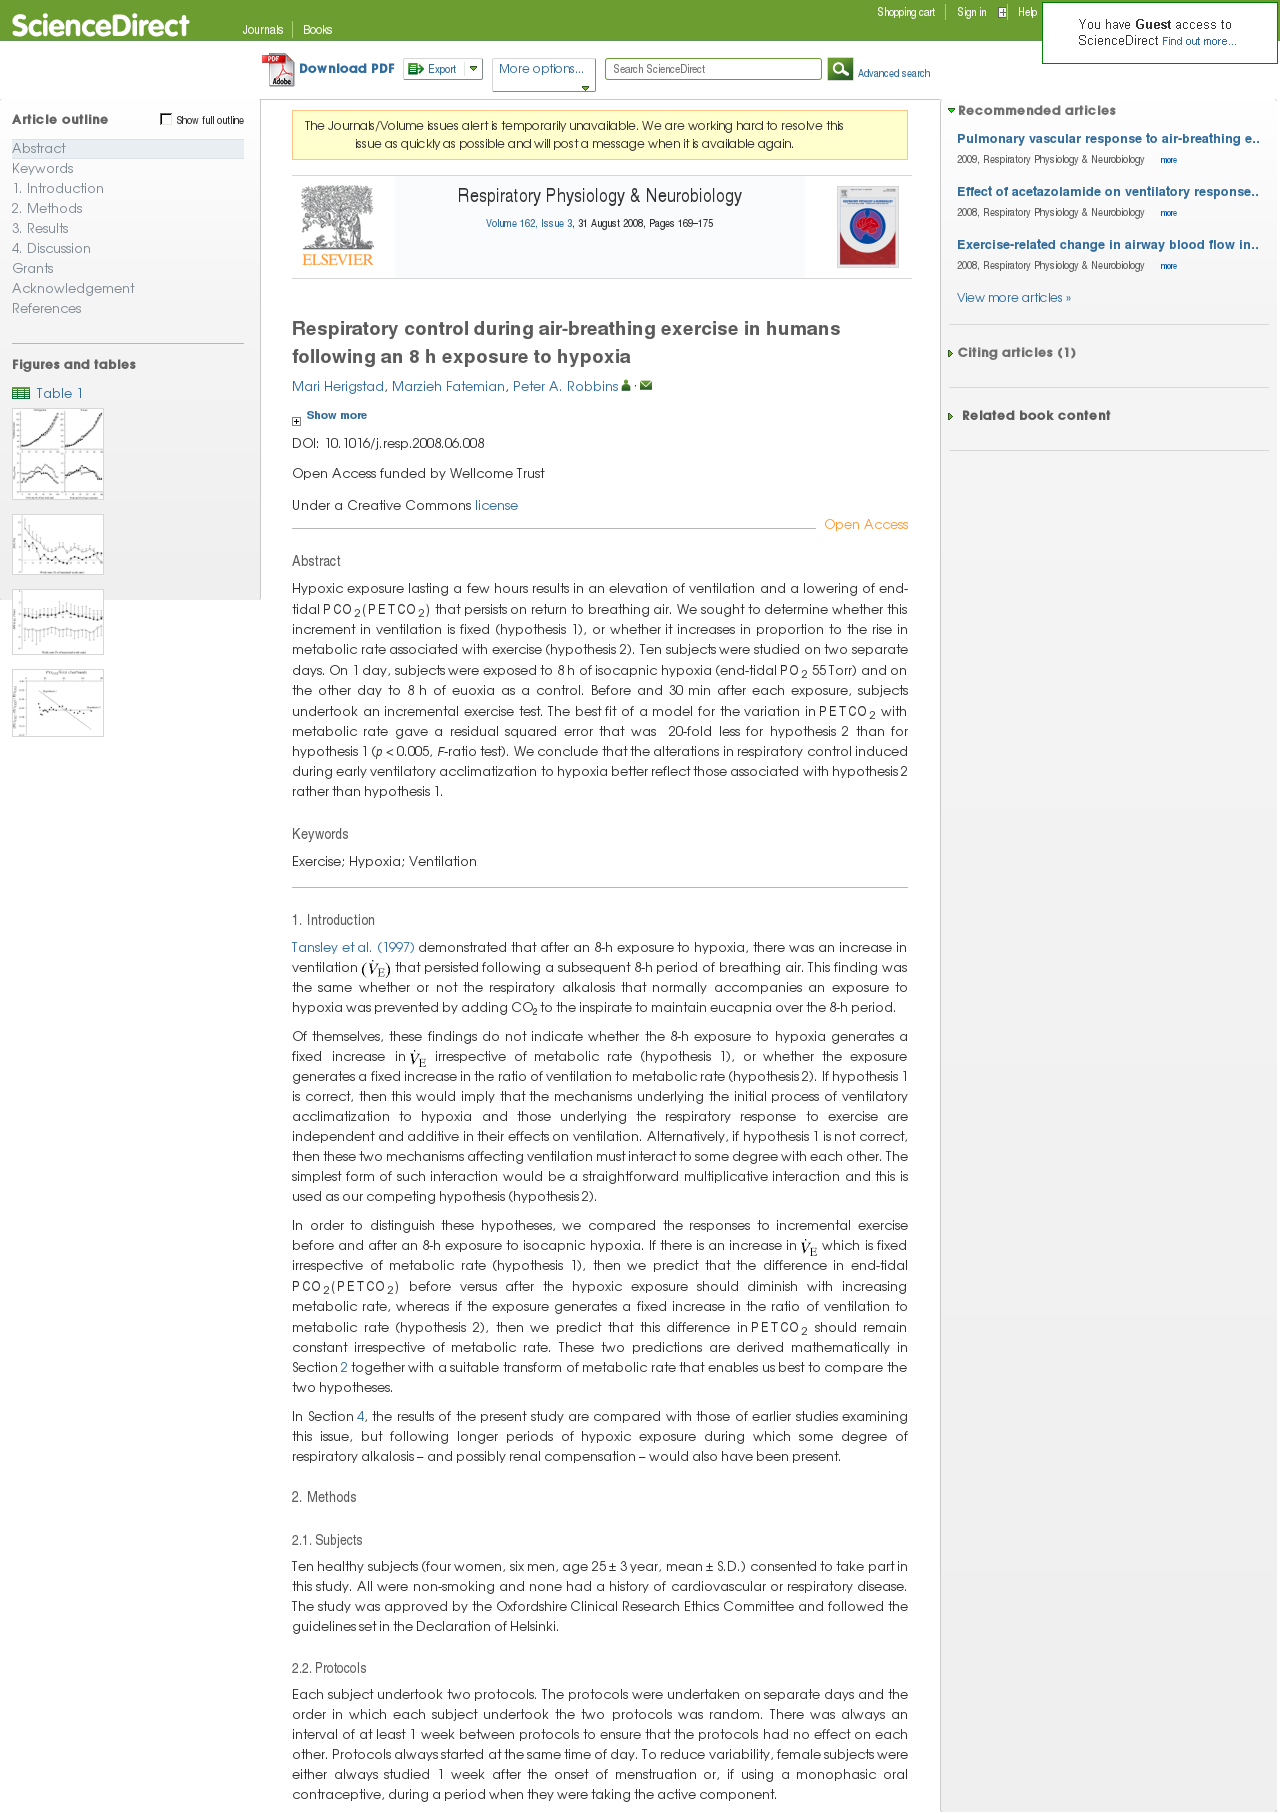 ScienceDirect
Journals
Books
Shopping cart
Sign in
Help
You have Guest access to
ScienceDirect Find out more...
Download PDF
Export
More options...
Search ScienceDirect
Advanced search
Article outline
Show full outline
Abstract
Keywords
1. Introduction
2. Methods
3. Results
4. Discussion
Grants
Acknowledgement
References
Figures and tables
Table 1
The Journals/Volume issues alert is temporarily unavailable. We are working hard to resolve this
issue as quickly as possible and will post a message when it is available again.
ELSEVIER
Respiratory Physiology & Neurobiology
Volume 162, Issue 3, 31 August 2008, Pages 169–175
Respiratory control during air-breathing exercise in humans
following an 8 h exposure to hypoxia
Mari Herigstad, Marzieh Fatemian, Peter A. Robbins ,
Show more
DOI: 10.1016/j.resp.2008.06.008
Open Access funded by Wellcome Trust
Under a Creative Commons license
Open Access
Abstract
Hypoxic exposure lasting a few hours results in an elevation of ventilation and a lowering of end-
tidal PCO2(PETCO2) that persists on return to breathing air. We sought to determine whether this
increment in ventilation is fixed (hypothesis 1), or whether it increases in proportion to the rise in
metabolic rate associated with exercise (hypothesis 2). Ten subjects were studied on two separate
days. On 1 day, subjects were exposed to 8 h of isocapnic hypoxia (end-tidal PO2 55 Torr) and on
the other day to 8 h of euoxia as a control. Before and 30 min after each exposure, subjects
undertook an incremental exercise test. The best fit of a model for the variation in PETCO2 with
metabolic rate gave a residual squared error that was 20-fold less for hypothesis 2 than for
hypothesis 1 (p < 0.005, F-ratio test). We conclude that the alterations in respiratory control induced
during early ventilatory acclimatization to hypoxia better reflect those associated with hypothesis 2
rather than hypothesis 1.
Keywords
Exercise; Hypoxia; Ventilation
1. Introduction
Tansley et al. (1997) demonstrated that after an 8-h exposure to hypoxia, there was an increase in
ventilation (V̇E) that persisted following a subsequent 8-h period of breathing air. This finding was
the same whether or not the respiratory alkalosis that normally accompanies an exposure to
hypoxia was prevented by adding CO2 to the inspirate to maintain eucapnia over the 8-h period.
Of themselves, these findings do not indicate whether the 8-h exposure to hypoxia generates a
fixed increase in V̇E irrespective of metabolic rate (hypothesis 1), or whether the exposure
generates a fixed increase in the ratio of ventilation to metabolic rate (hypothesis 2). If hypothesis 1
is correct, then this would imply that the mechanisms underlying the initial process of ventilatory
acclimatization to hypoxia and those underlying the respiratory response to exercise are
independent and additive in their effects on ventilation. Alternatively, if hypothesis 1 is not correct,
then these two mechanisms affecting ventilation must interact to some degree with each other. The
simplest form of such interaction would be a straightforward multiplicative interaction and this is
used as our competing hypothesis (hypothesis 2).
In order to distinguish these hypotheses, we compared the responses to incremental exercise
before and after an 8-h exposure to isocapnic hypoxia. If there is an increase in V̇E which is fixed
irrespective of metabolic rate (hypothesis 1), then we predict that the difference in end-tidal
PCO2(PETCO2) before versus after the hypoxic exposure should diminish with increasing
metabolic rate, whereas if the exposure generates a fixed increase in the ratio of ventilation to
metabolic rate (hypothesis 2), then we predict that this difference in PETCO2 should remain
constant irrespective of metabolic rate. These two predictions are derived mathematically in
Section 2 together with a suitable transform of metabolic rate that enables us best to compare the
two hypotheses.
In Section 4, the results of the present study are compared with those of earlier studies examining
this issue, but following longer periods of hypoxic exposure during which some degree of
respiratory alkalosis – and possibly renal compensation – would also have been present.
2. Methods
2.1. Subjects
Ten healthy subjects (four women, six men, age 25 ± 3 year, mean ± S.D.) consented to take part in
this study. All were non-smoking and none had a history of cardiovascular or respiratory disease.
The study was approved by the Oxfordshire Clinical Research Ethics Committee and followed the
guidelines set in the Declaration of Helsinki.
2.2. Protocols
Each subject undertook two protocols. The protocols were undertaken on separate days and the
order in which each subject undertook the two protocols was random. There was always an
interval of at least 1 week between protocols to ensure that the protocols had no effect on each
other. Protocols always started at the same time of day. To reduce variability, female subjects were
either always studied 1 week after the onset of menstruation or, if using a monophasic oral
contraceptive, during a period when they were taking the active component.
Recommended articles
Pulmonary vascular response to air-breathing e..
2009, Respiratory Physiology & Neurobiology more
Effect of acetazolamide on ventilatory response..
2008, Respiratory Physiology & Neurobiology more
Exercise-related change in airway blood flow in..
2008, Respiratory Physiology & Neurobiology more
View more articles »
Citing articles (1)
Related book content